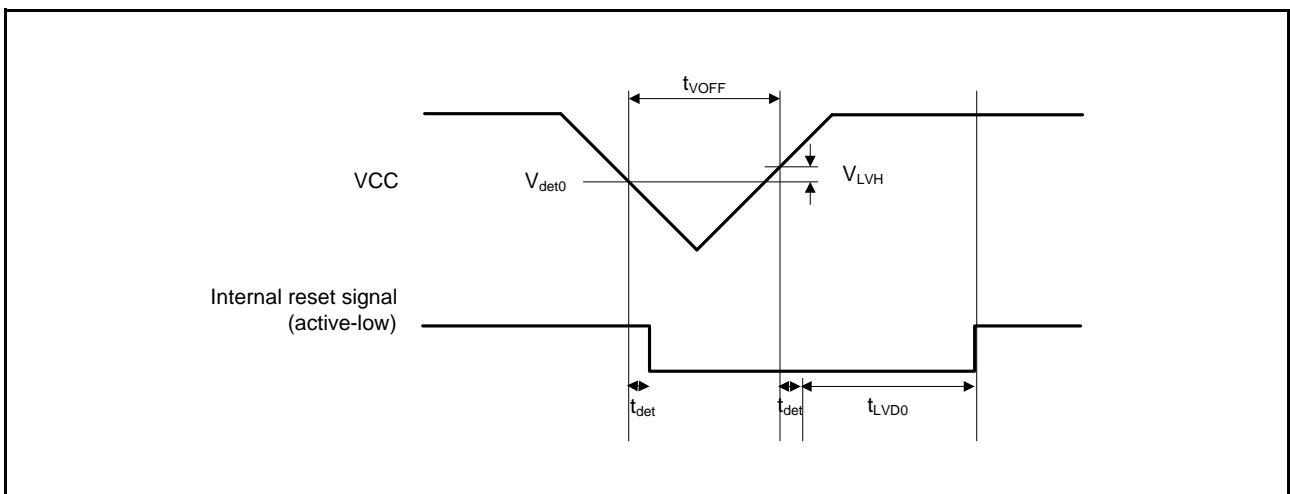 tVOFF
VCC
Vdet0
VLVH
Internal reset signal
(active-low)
tdet
tdet
tLVD0